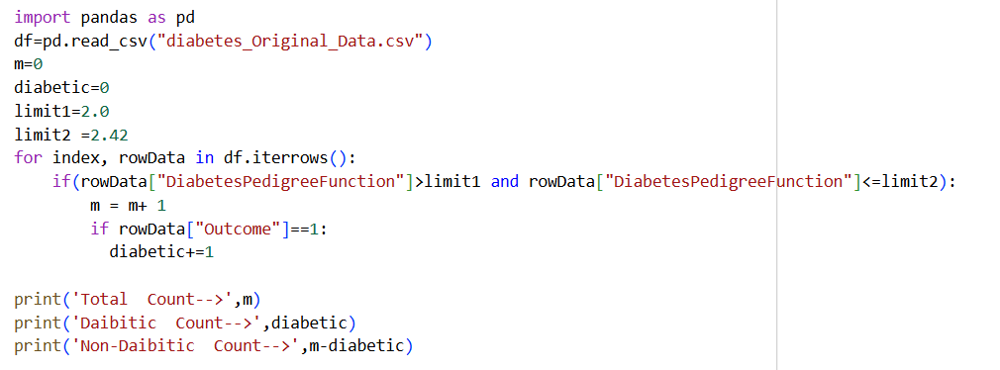 import pandas as pd
df=pd.read_csv("diabetes_Original_Data.csv")
m=0
diabetic=0
limit1=2.0
limit2 =2.42
for index, rowData in df.iterrows():
    if(rowData["DiabetesPedigreeFunction"]>limit1 and rowData["DiabetesPedigreeFunction"]<=limit2):
        m = m+ 1
        if rowData["Outcome"]==1:
          diabetic+=1

print('Total  Count-->',m)
print('Daibitic  Count-->',diabetic)
print('Non-Daibitic  Count-->',m-diabetic)